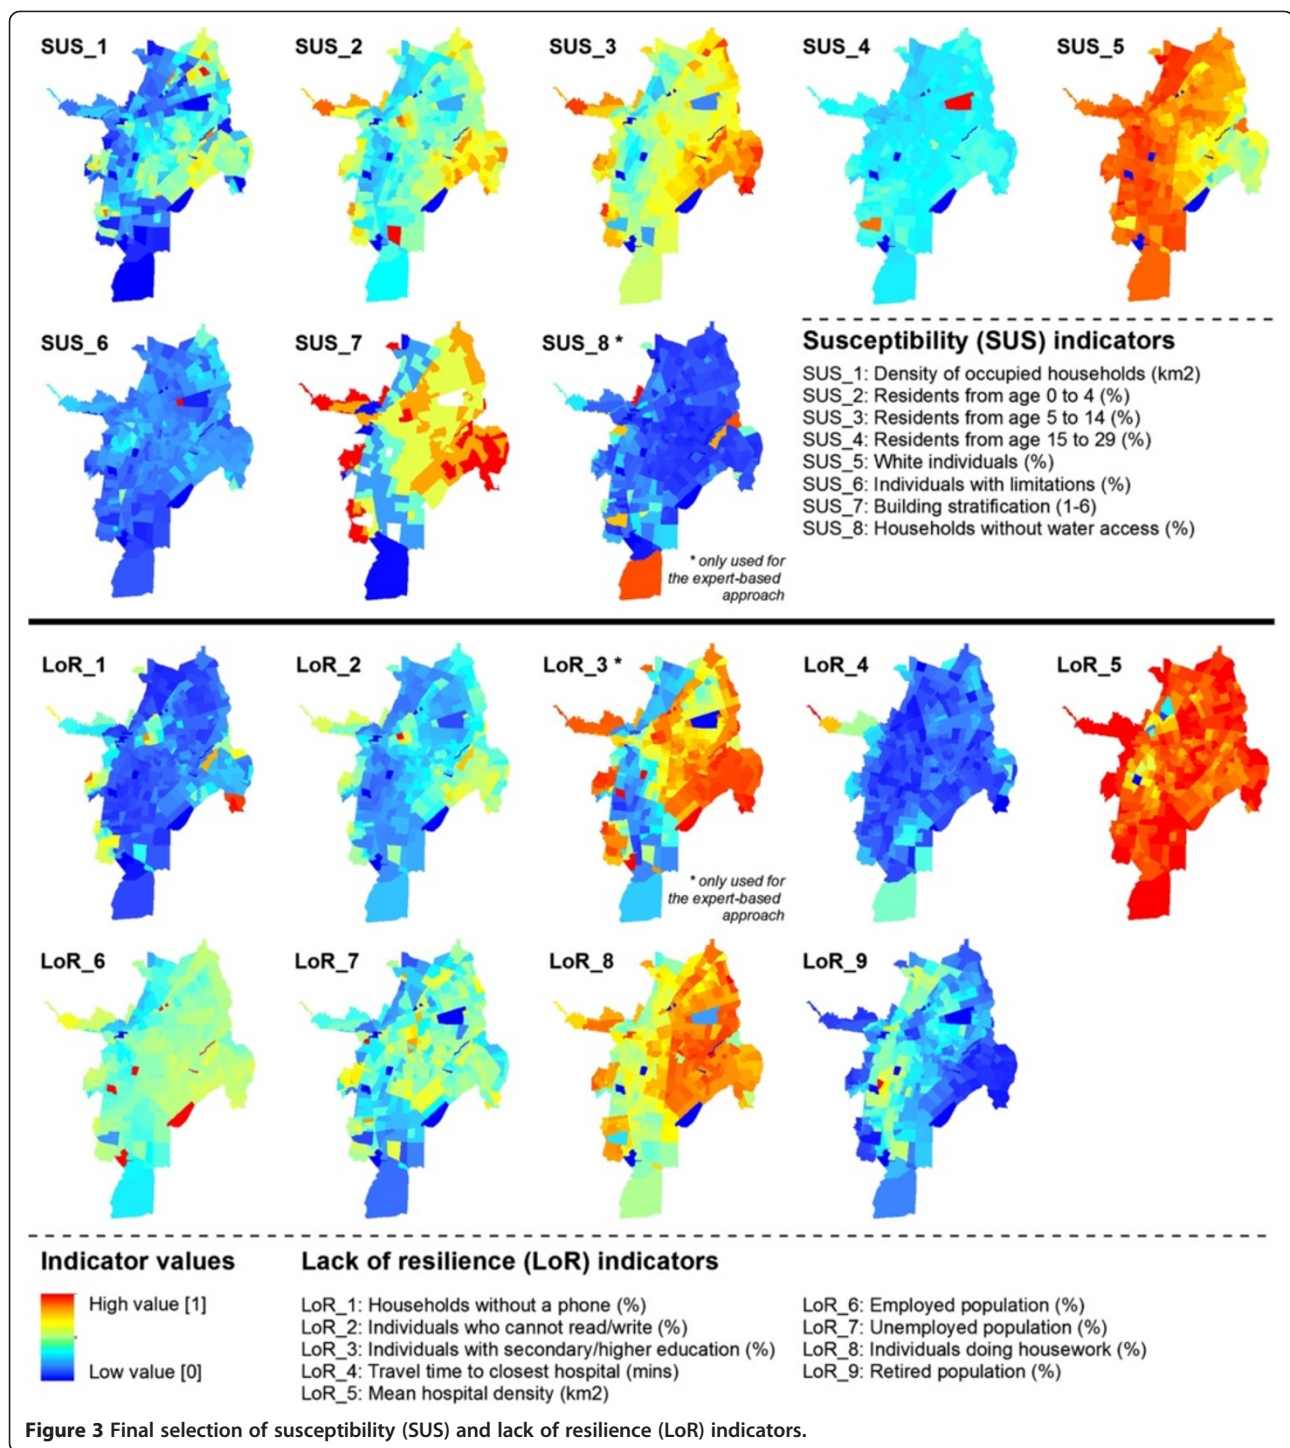 SUS_1
SUS_2
SUS_3
SUS_4
SUS_5
SUS_6
SUS_7
SUS_8 *
* only used for
the expert-based
approach
Susceptibility (SUS) indicators
SUS_1: Density of occupied households (km2)
SUS_2: Residents from age 0 to 4 (%)
SUS_3: Residents from age 5 to 14 (%)
SUS_4: Residents from age 15 to 29 (%)
SUS_5: White individuals (%)
SUS_6: Individuals with limitations (%)
SUS_7: Building stratification (1-6)
SUS_8: Households without water access (%)
LoR_1
LoR_2
LoR_3 *
LoR_4
LoR_5
* only used for
the expert-based
approach
LoR_6
LoR_7
LoR_8
LoR_9
Indicator values
High value [1]
Low value [0]
Lack of resilience (LoR) indicators
LoR_1: Households without a phone (%)
LoR_2: Individuals who cannot read/write (%)
LoR_3: Individuals with secondary/higher education (%)
LoR_4: Travel time to closest hospital (mins)
LoR_5: Mean hospital density (km2)
LoR_6: Employed population (%)
LoR_7: Unemployed population (%)
LoR_8: Individuals doing housework (%)
LoR_9: Retired population (%)
Figure 3 Final selection of susceptibility (SUS) and lack of resilience (LoR) indicators.